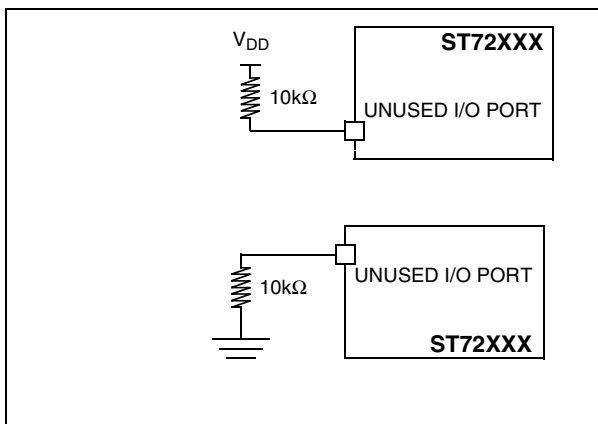 V_DD
ST72XXX
10kΩ
UNUSED I/O PORT
10kΩ
UNUSED I/O PORT
ST72XXX